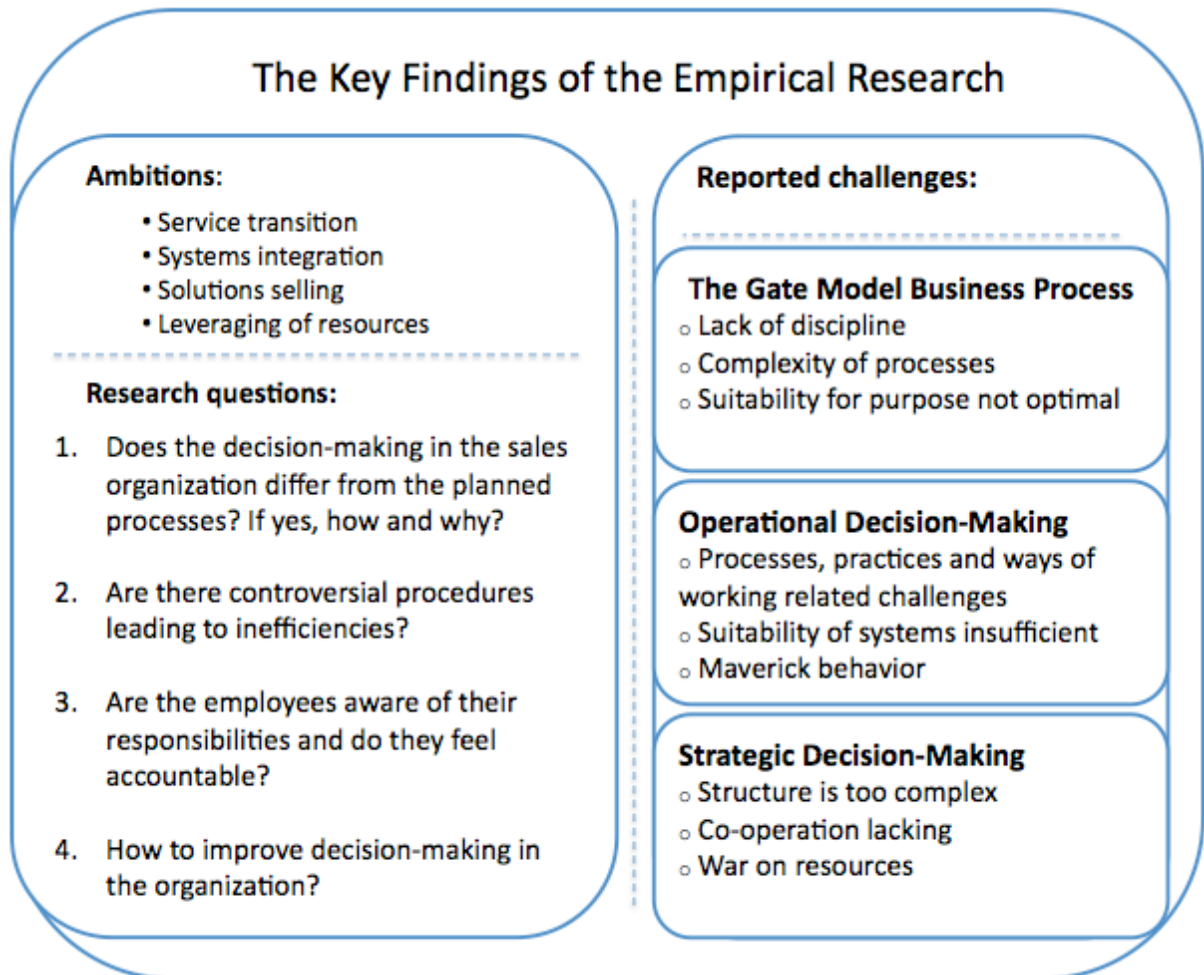 The Key Findings of the Empirical Research
Ambitions:
• Service transition
• Systems integration
• Solutions selling
• Leveraging of resources
Research questions:
1. Does the decision-making in the sales
organization differ from the planned
processes? If yes, how and why?
2. Are there controversial procedures
leading to inefficiencies?
3. Are the employees aware of their
responsibilities and do they feel
accountable?
4. How to improve decision-making in
the organization?
Reported challenges:
The Gate Model Business Process
o Lack of discipline
o Complexity of processes
o Suitability for purpose not optimal
Operational Decision-Making
o Processes, practices and ways of
working related challenges
o Suitability of systems insufficient
o Maverick behavior
Strategic Decision-Making
o Structure is too complex
o Co-operation lacking
o War on resources